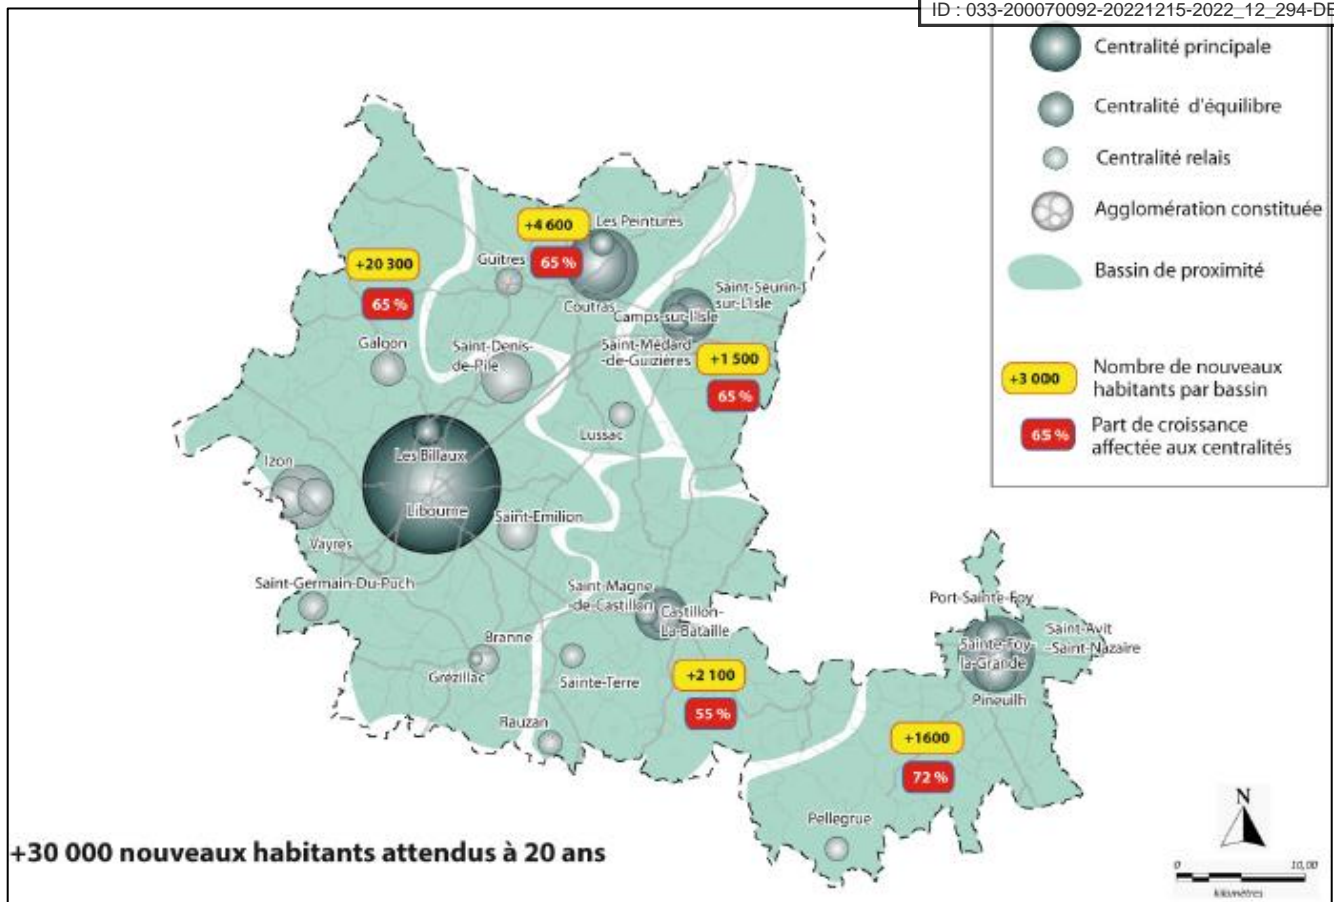 ID : 033-200070092-20221215-2022_12_294-DE
Centralité principale
Centralité d'équilibre
Centralité relais
Agglomération constituée
Bassin de proximité
+3 000
Nombre de nouveaux
habitants par bassin
65 %
Part de croissance
affectée aux centralités
+4 600
Les Peintures
65 %
Guitres
+20 300
65 %
Coutras
Saint-Seurin-
sur-L'Isle
Camps-sur-l'Isle
Saint-Médard
-de-Guizières
+1 500
65 %
Galgon
Saint-Denis-
de-Pile
Lussac
Les Billaux
Izon
Libourne
Saint-Emilion
Vayres
Saint-Germain-Du-Puch
Saint-Magne
-de-Castillon
Castillon-
La-Bataille
Port-Sainte-Foy
Saint-Avit
-Saint-Nazaire
Sainte-Foy-
la-Grande
Pineuilh
Branne
Grézillac
Sainte-Terre
+2 100
55 %
Rauzan
+1600
72 %
Pellegrue
+30 000 nouveaux habitants attendus à 20 ans
N
0 10,00
kilomètres